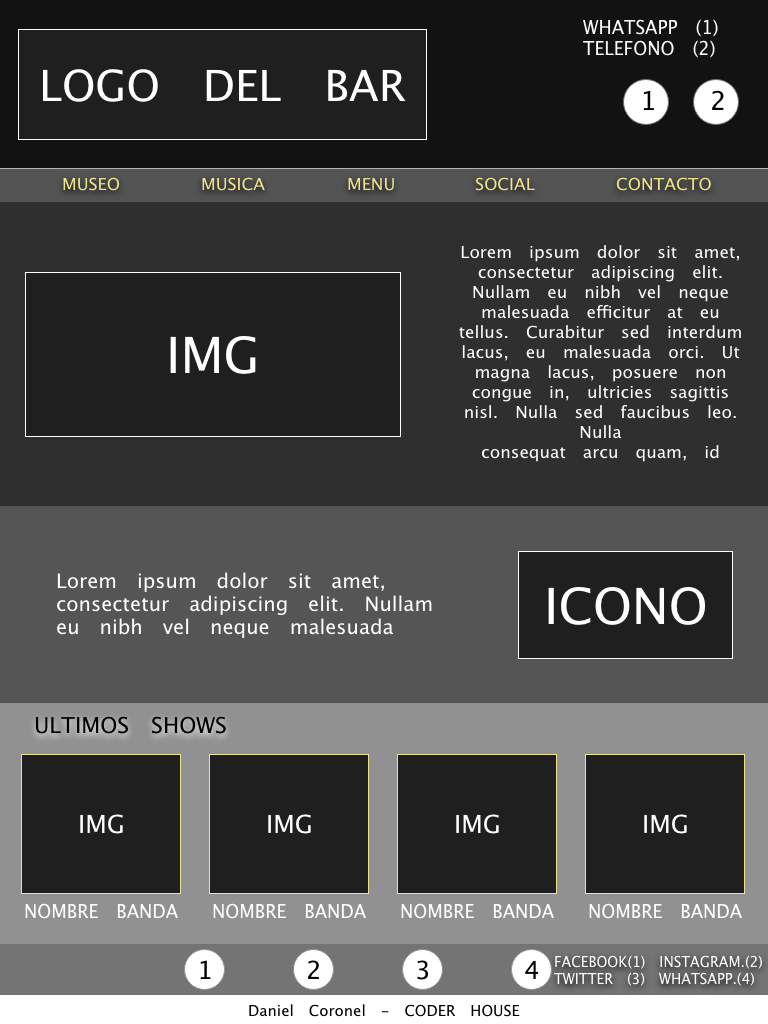 LOGO DEL BAR
WHATSAPP (1)
TELEFONO (2)
1 2
MUSEO MUSICA MENU SOCIAL CONTACTO
IMG
Lorem ipsum dolor sit amet,
consectetur adipiscing elit.
Nullam eu nibh vel neque
malesuada efficitur at eu
tellus. Curabitur sed interdum
lacus, eu malesuada orci. Ut
magna lacus, posuere non
congue in, ultricies sagittis
nisl. Nulla sed faucibus leo.
Nulla
consequat arcu quam, id
Lorem ipsum dolor sit amet,
consectetur adipiscing elit. Nullam
eu nibh vel neque malesuada
ICONO
ULTIMOS SHOWS
IMG IMG IMG IMG
NOMBRE BANDA NOMBRE BANDA NOMBRE BANDA NOMBRE BANDA
1 2 3 4
FACEBOOK(1) INSTAGRAM.(2)
TWITTER (3) WHATSAPP.(4)
Daniel Coronel - CODER HOUSE